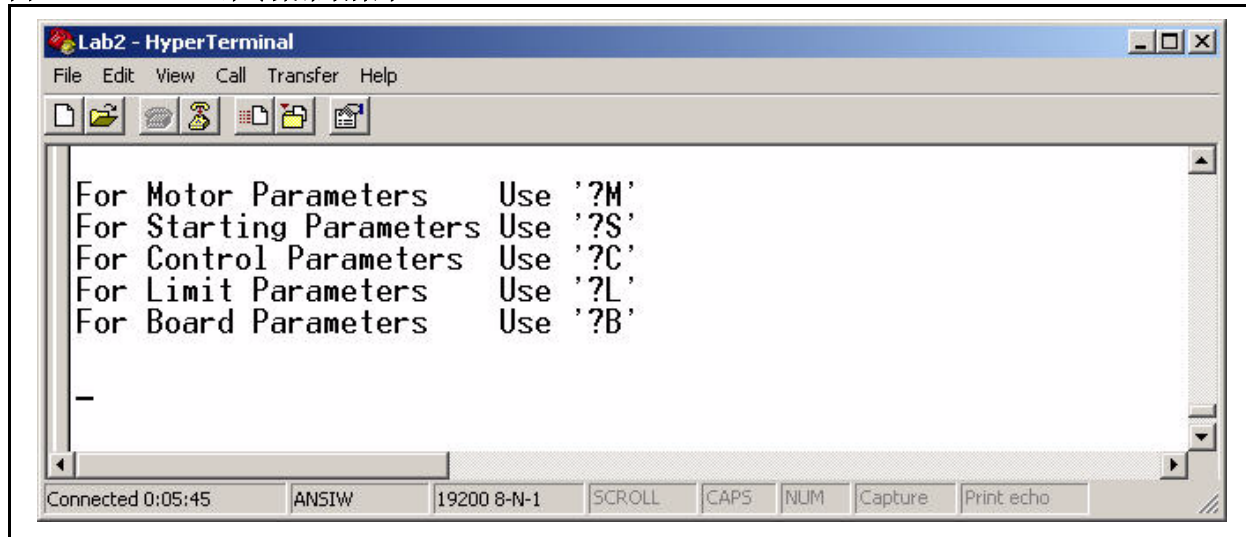 Lab2 - HyperTerminal
File Edit View Call Transfer Help
For Motor Parameters Use '?M'
For Starting Parameters Use '?S'
For Control Parameters Use '?C'
For Limit Parameters Use '?L'
For Board Parameters Use '?B'
Connected 0:05:45 ANSIW 19200 8-N-1 SCROLL CAPS NUM Capture Print echo